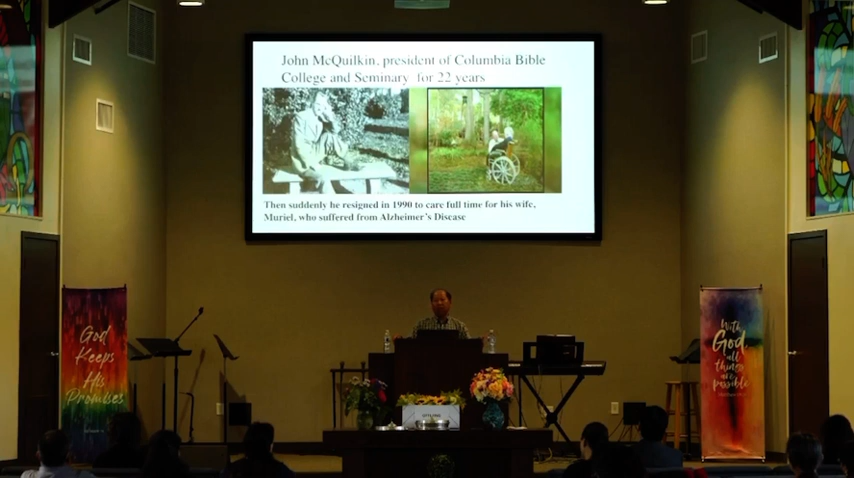 John McQuilkin, president of Columbia Bible
College and Seminary for 22 years
Then suddenly he resigned in 1990 to care full time for his wife,
Muriel, who suffered from Alzheimer's Disease
God
Keeps
His
Promises
With
God
all
things
are
possible